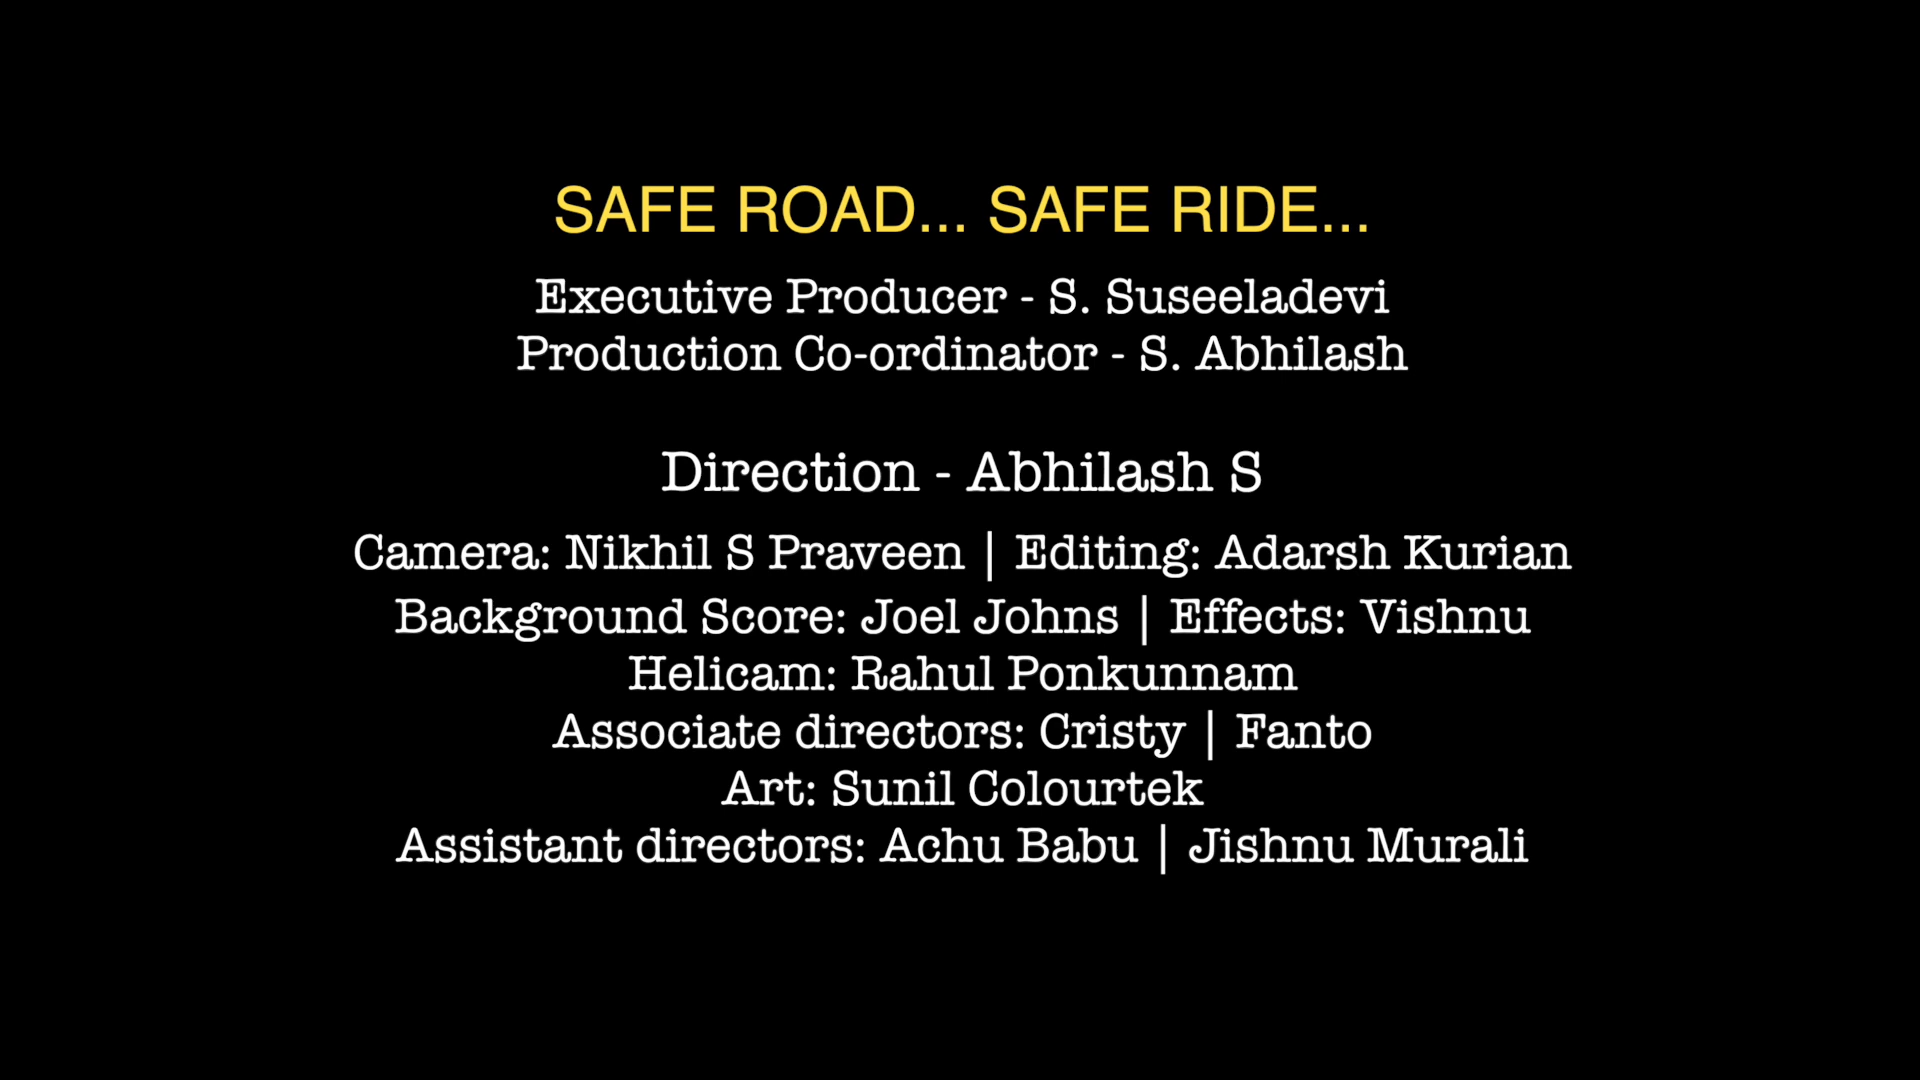 SAFE ROAD... SAFE RIDE...
Executive Producer - S. Suseeladevi
Production Co-ordinator - S. Abhilash
Direction - Abhilash S
Camera: Nikhil S Praveen | Editing: Adarsh Kurian
Background Score: Joel Johns | Effects: Vishnu
Helicam: Rahul Ponkunnam
Associate directors: Cristy | Fanto
Art: Sunil Colourtek
Assistant directors: Achu Babu | Jishnu Murali